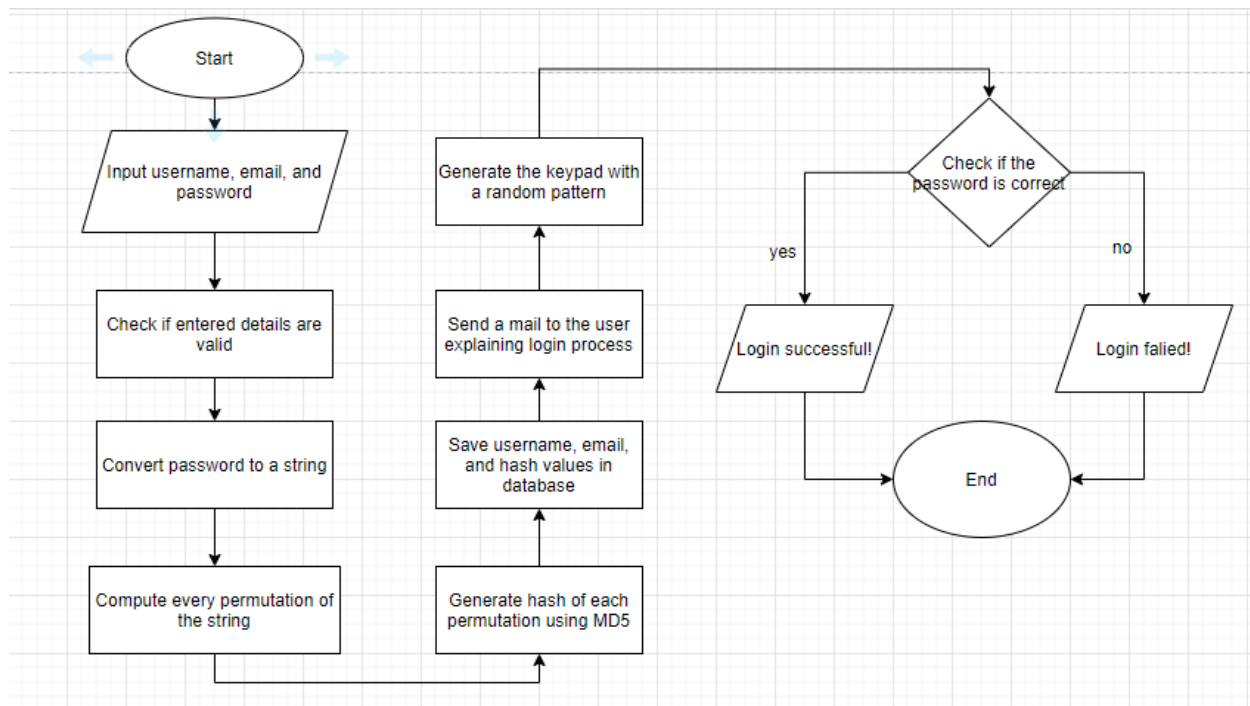 Start
Input username, email, and
password
Check if entered details are
valid
Convert password to a string
Compute every permutation of
the string
Generate hash of each
permutation using MD5
Save username, email,
and hash values in
database
Send a mail to the user
explaining login process
Generate the keypad with
a random pattern
Check if the
password is correct
yes
no
Login successful!
Login falied!
End